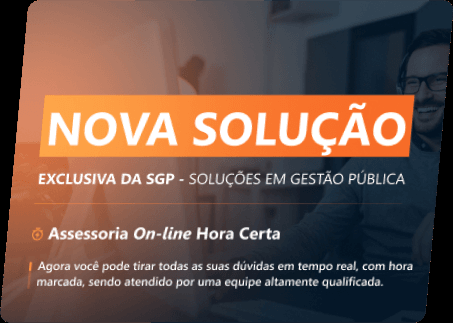 NOVA SOLUÇÃO
EXCLUSIVA DA SGP - SOLUÇÕES EM GESTÃO PÚBLICA
Assessoria On-line Hora Certa
Agora você pode tirar todas as suas dúvidas em tempo real, com hora
marcada, sendo atendido por uma equipe altamente qualificada.